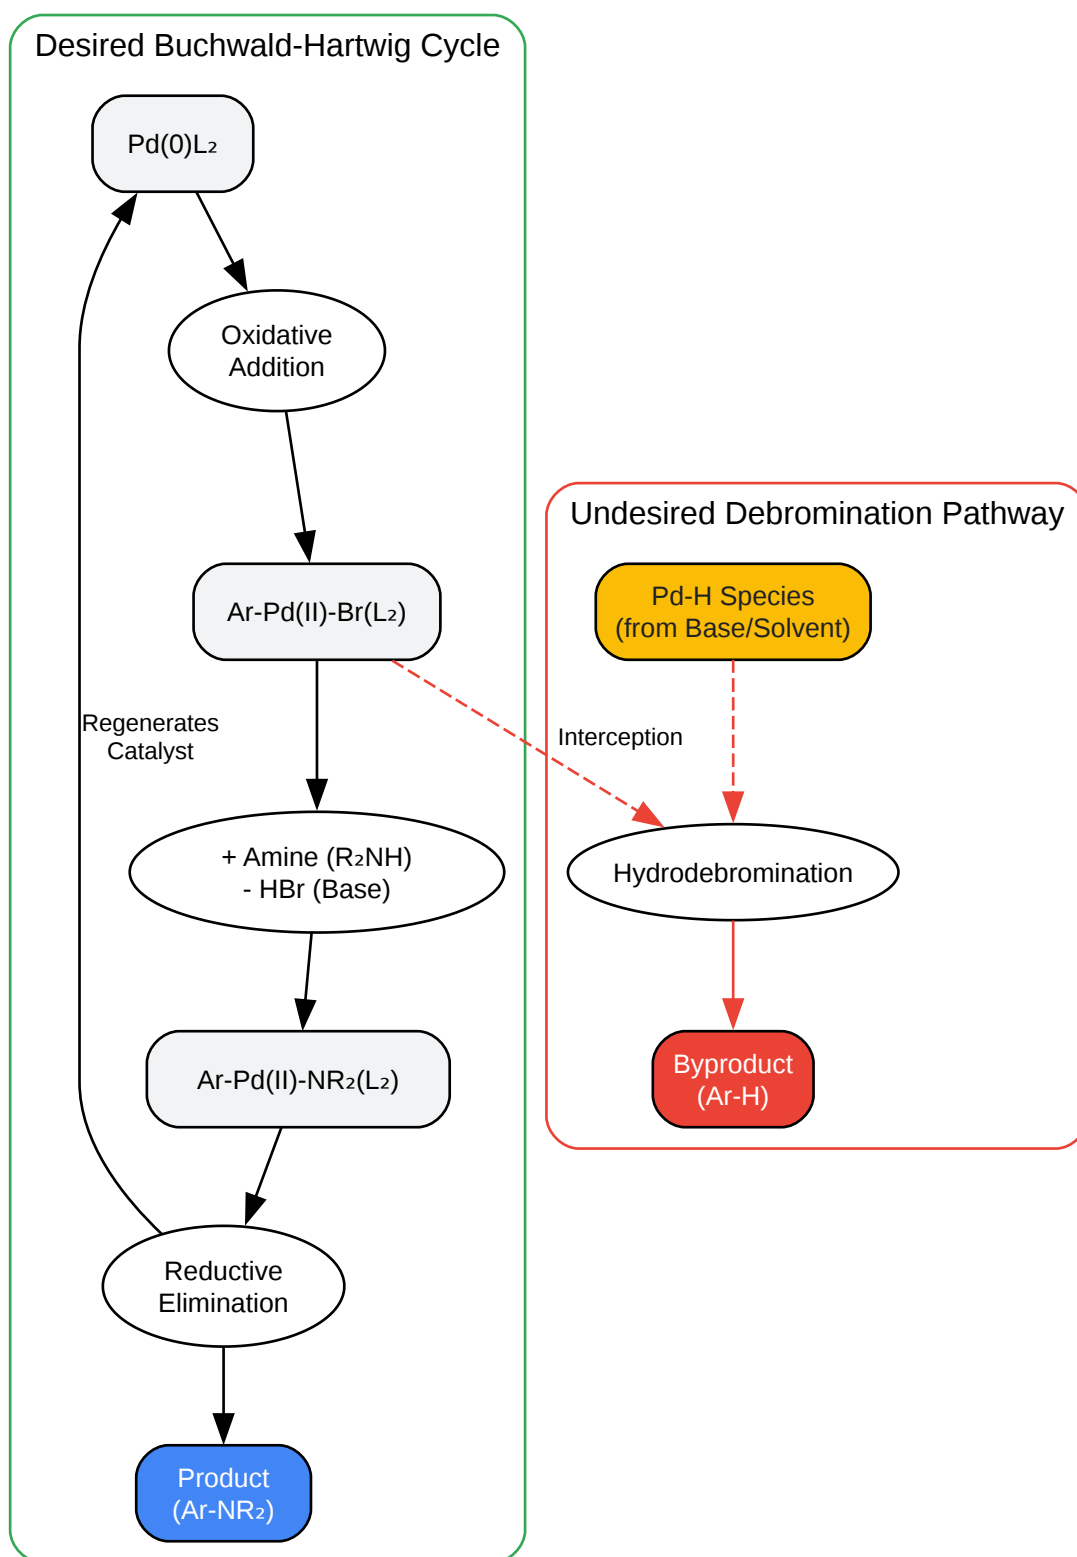 Desired Buchwald-Hartwig Cycle
Pd(0)L₂
Oxidative
Addition
Ar-Pd(II)-Br(L₂)
Regenerates
Catalyst
+ Amine (R₂NH)
- HBr (Base)
Ar-Pd(II)-NR₂(L₂)
Reductive
Elimination
Product
(Ar-NR₂)
Undesired Debromination Pathway
Pd-H Species
(from Base/Solvent)
Interception
Hydrodebromination
Byproduct
(Ar-H)